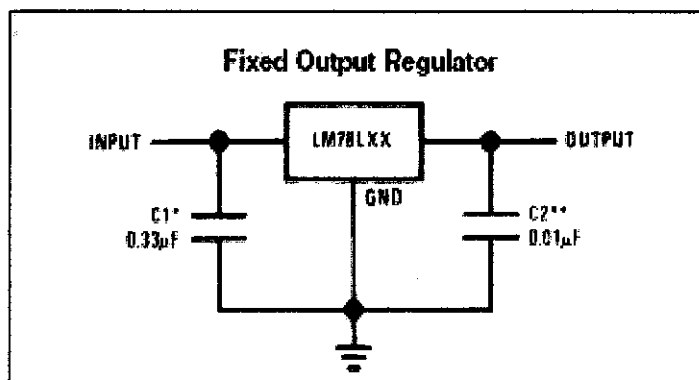 Fixed Output Regulator
INPUT
LM78LXX
OUTPUT
GND
C1*
0.33µF
C2**
0.01µF